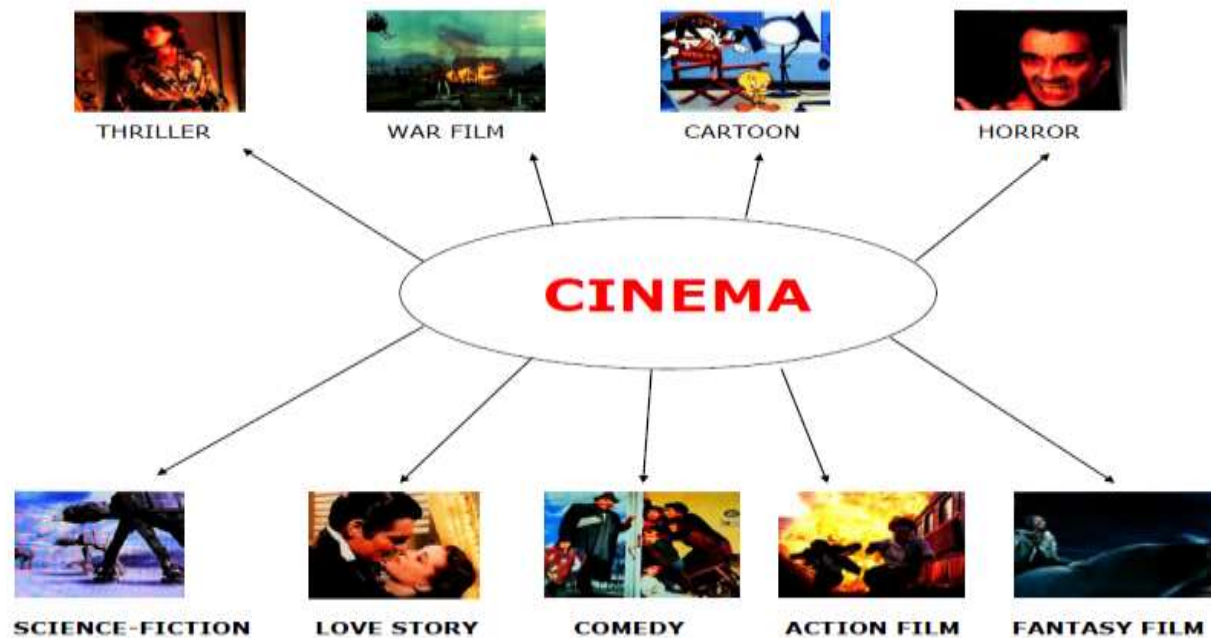 THRILLER
WAR FILM
CARTOON
HORROR
CINEMA
SCIENCE-FICTION
LOVE STORY
COMEDY
ACTION FILM
FANTASY FILM